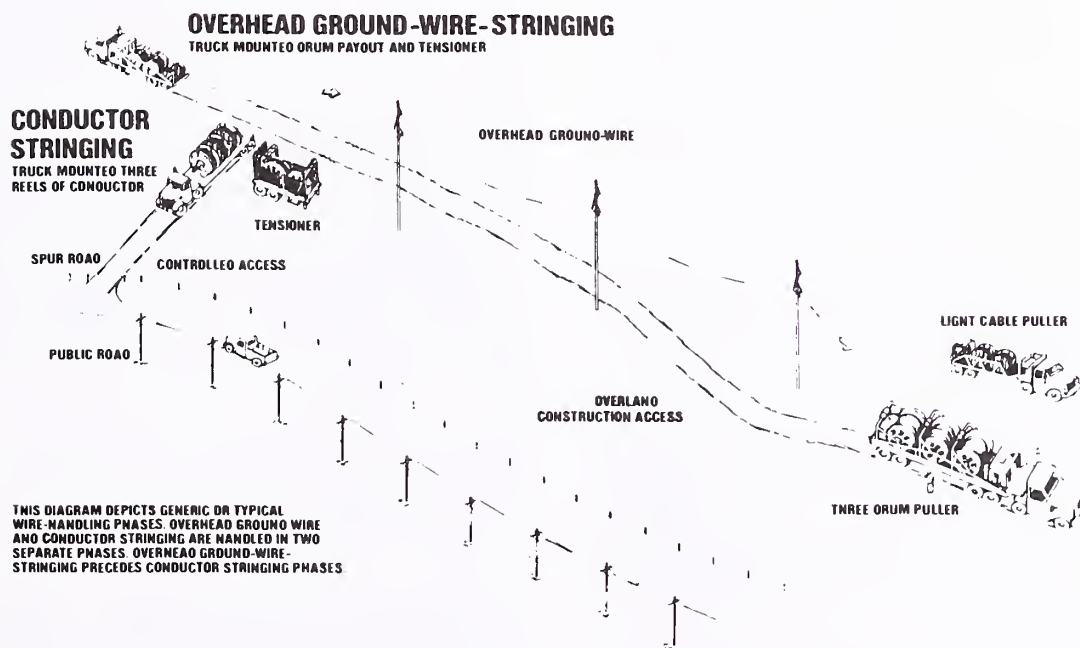 OVERHEAD GROUND-WIRE-STRINGING
TRUCK MOUNTED ORUM PAYOUT AND TENSIONER
CONDUCTOR
STRINGING
TRUCK MOUNTEO THREE
REELS OF CONOUCTOR
OVERHEAD GROUNO-WIRE
TENSIONER
SPUR ROAO
CONTROLLEO ACCESS
PUBLIC ROAO
LIGNT CABLE PULLER
OVERLANO
CONSTRUCTION ACCESS
TNREE ORUM PULLER
TNIS DIAGRAM DEPICTS GENERIC DR TYPICAL
WIRE-NANDLING PNASES. OVERHEAD GROUNO WIRE
ANO CONDUCTOR STRINGING ARE NANDLED IN TWO
SEPARATE PNASES. OVERNEAO GROUND-WIRE-
STRINGING PRECEDES CONDUCTOR STRINGING PHASES